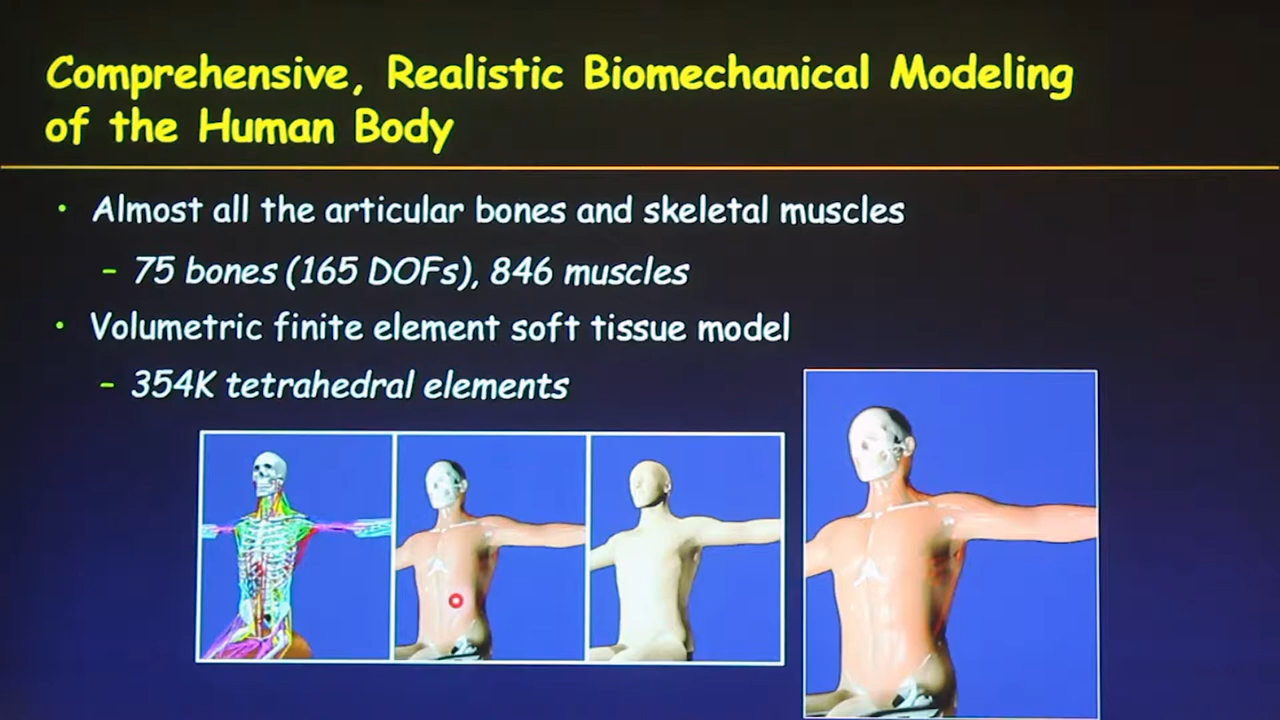 Comprehensive, Realistic Biomechanical Modeling
of the Human Body
• Almost all the articular bones and skeletal muscles
– 75 bones (165 DOFs), 846 muscles
• Volumetric finite element soft tissue model
– 354K tetrahedral elements